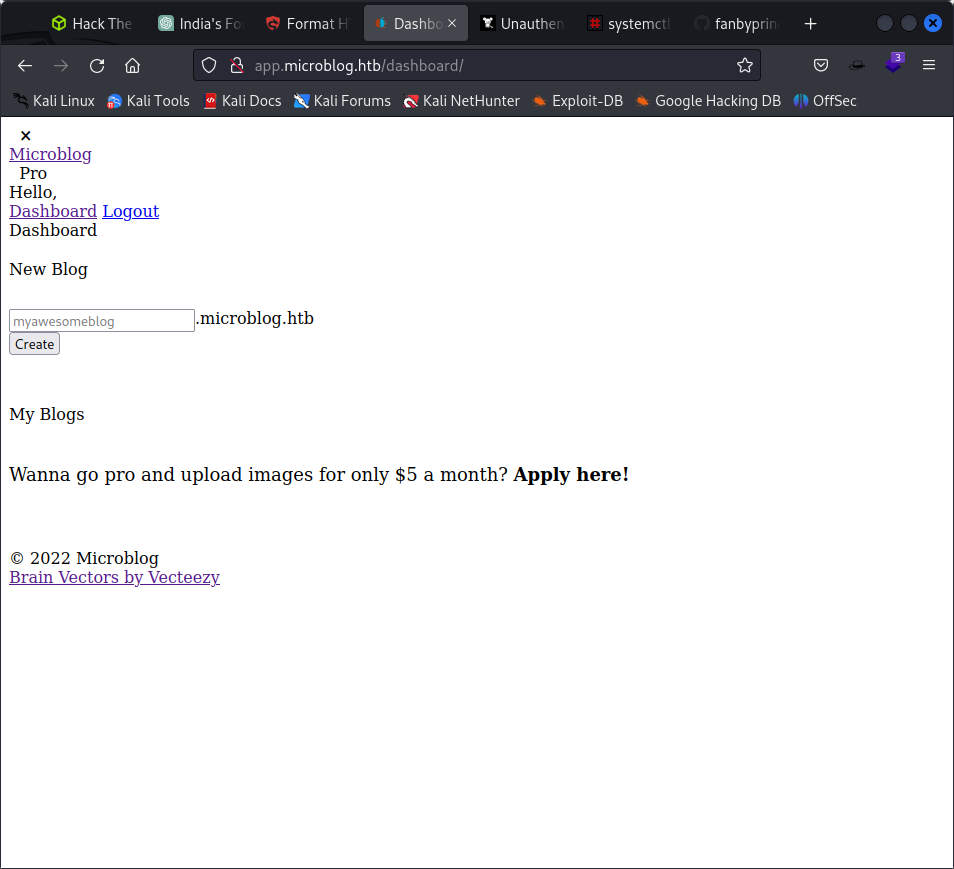 Hack The
India's Fo
Format H
Dashbo
Unauthen
systemctl
fanbyprin
app.microblog.htb/dashboard/
3
Kali Linux
Kali Tools
Kali Docs
Kali Forums
Kali NetHunter
Exploit-DB
Google Hacking DB
OffSec
×
Microblog
Pro
Hello,
Dashboard Logout
Dashboard
New Blog
myawesomeblog .microblog.htb
Create
My Blogs
Wanna go pro and upload images for only $5 a month? Apply here!
© 2022 Microblog
Brain Vectors by Vecteezy